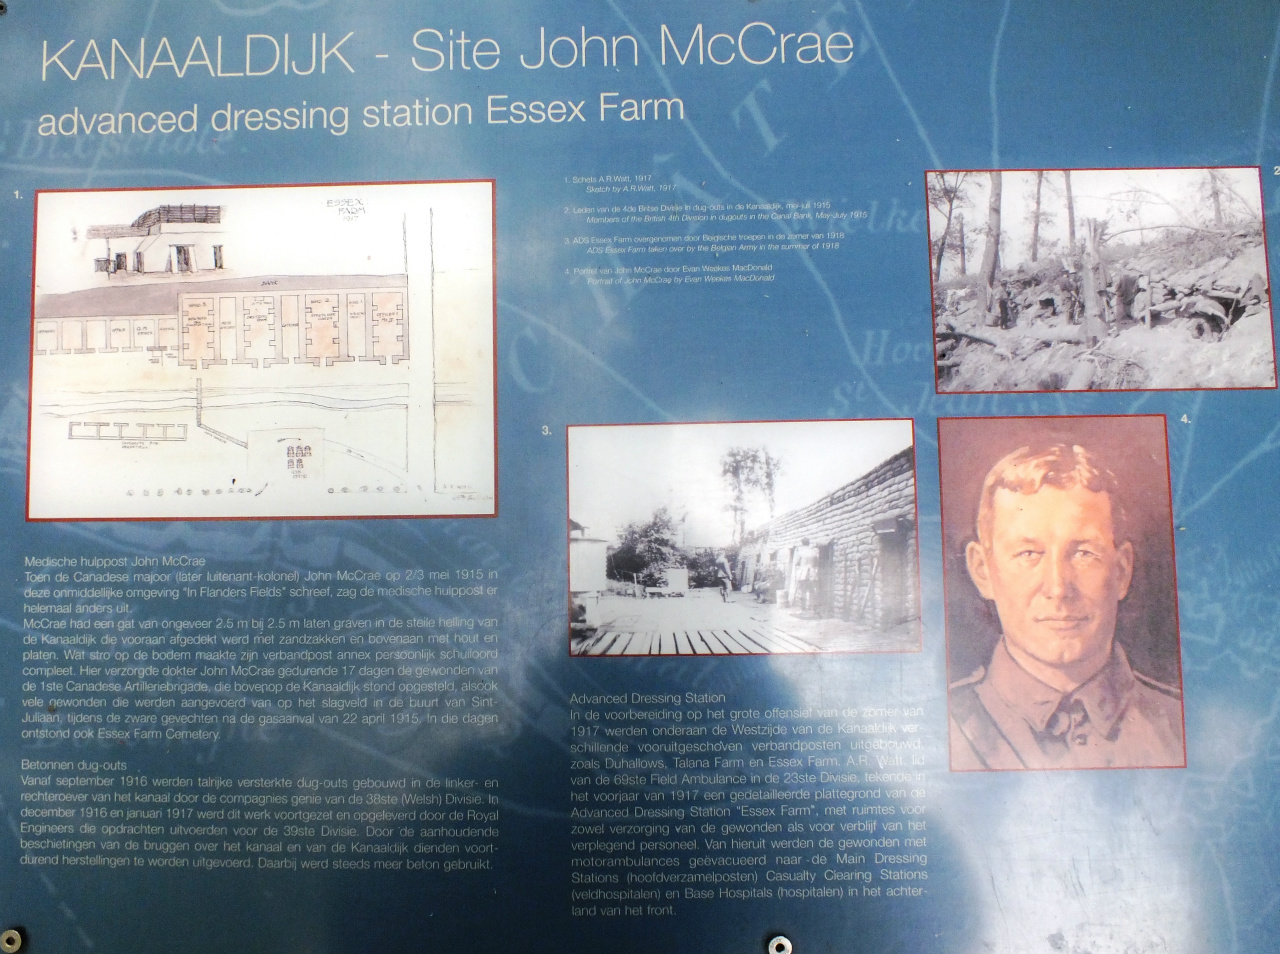 KANAALDIJK - Site John McCrae
advanced dressing station Essex Farm
1.
ESSEX
FARM
1917
BANK
1. Schets A.R.Watt, 1917
Sketch by A.R.Watt, 1917
2. Leden van de 4de Britse Divisie in dug-outs in de Kanaaldijk, mei-juli 1915
Members of the British 4th Division in dugouts in the Canal Bank, May-July 1915
3. ADS Essex Farm overgenomen door Belgische troepen in de zomer van 1918
ADS Essex Farm taken over by the Belgian Army in the summer of 1918
4. Portret van John McCrae door Evan Weekes MacDonald
Portrait of John McCrae by Evan Weekes MacDonald
2
3.
4.
Medische hulppost John McCrae
Toen de Canadese majoor (later luitenant-kolonel) John McCrae op 2/3 mei 1915 in
deze onmiddellijke omgeving "In Flanders Fields" schreef, zag de medische hulppost er
helemaal anders uit.
McCrae had een gat van ongeveer 2.5 m bij 2.5 m laten graven in de steile helling van
de Kanaaldijk die vooraan afgedekt werd met zandzakken en bovenaan met hout en
platen. Wat stro op de bodem maakte zijn verbandpost annex persoonlijk schuiloord
compleet. Hier verzorgde dokter John McCrae gedurende 17 dagen de gewonden van
de 1ste Canadese Artilleriebrigade, die bovenop de Kanaaldijk stond opgesteld, alsook
vele gewonden die werden aangevoerd van op het slagveld in de buurt van Sint-
Juliaan, tijdens de zware gevechten na de gasaanval van 22 april 1915. In die dagen
ontstond ook Essex Farm Cemetery.
Betonnen dug-outs
Vanaf september 1916 werden talrijke versterkte dug-outs gebouwd in de linker- en
rechteroever van het kanaal door de compagnies genie van de 38ste (Welsh) Divisie. In
december 1916 en januari 1917 werd dit werk voortgezet en opgeleverd door de Royal
Engineers die opdrachten uitvoerden voor de 39ste Divisie. Door de aanhoudende
beschietingen van de bruggen over het kanaal en van de Kanaaldijk dienden voort-
durend herstellingen te worden uitgevoerd. Daarbij werd steeds meer beton gebruikt.
Advanced Dressing Station
In de voorbereiding op het grote offensief van de zomer van
1917 werden onderaan de Westzijde van de Kanaaldijk ver-
schillende vooruitgeschoven verbandposten uitgebouwd,
zoals Duhallows, Talana Farm en Essex Farm. A.R. Watt, lid
van de 69ste Field Ambulance in de 23ste Divisie, tekende in
het voorjaar van 1917 een gedetailleerde plattegrond van de
Advanced Dressing Station "Essex Farm", met ruimtes voor
zowel verzorging van de gewonden als voor verblijf van het
verplegend personeel. Van hieruit werden de gewonden met
motorambulances geëvacueerd naar de Main Dressing
Stations (hoofdverzamelposten) Casualty Clearing Stations
(veldhospitalen) en Base Hospitals (hospitalen) in het achter-
land van het front.